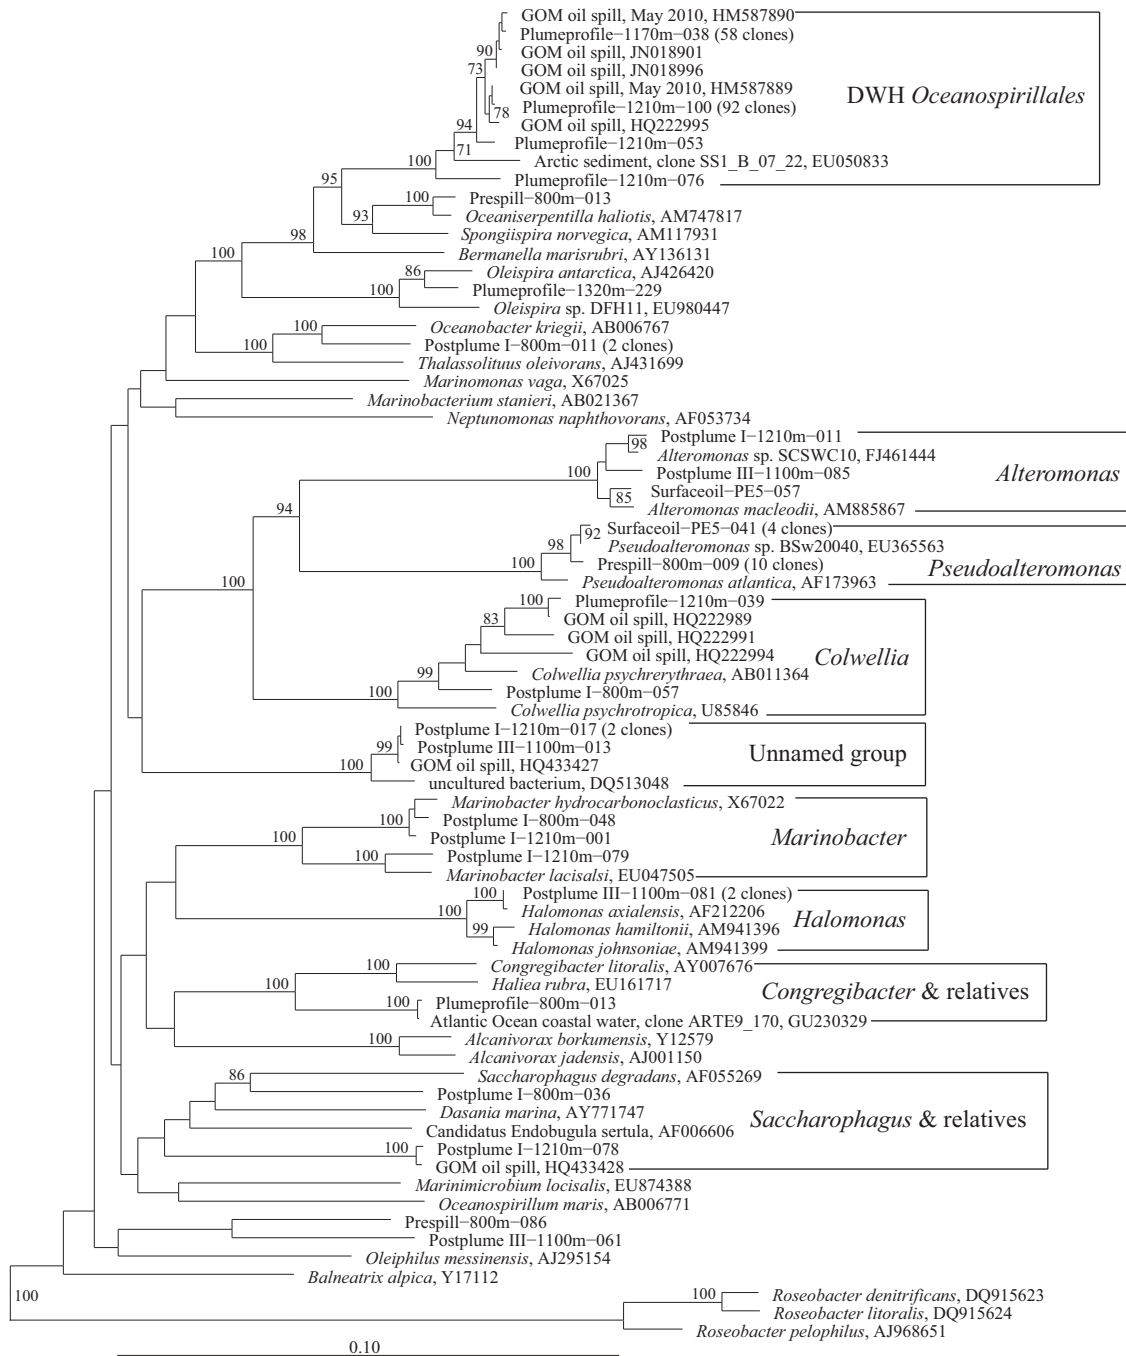 GOM oil spill, May 2010, HM587890
Plumeprofile−1170m−038 (58 clones)
90
GOM oil spill, JN018901
73
GOM oil spill, JN018996
GOM oil spill, May 2010, HM587889
DWH Oceanospirillales
Plumeprofile−1210m−100 (92 clones)
78
GOM oil spill, HQ222995
94
Plumeprofile−1210m−053
71
Arctic sediment, clone SS1_B_07_22, EU050833
100
Plumeprofile−1210m−076
95
Prespill−800m−013
100
Oceaniserpentilla haliotis, AM747817
93
Spongiispira norvegica, AM117931
98
Bermanella marisrubri, AY136131
100
Oleispira antarctica, AJ426420
86
Plumeprofile−1320m−229
100
Oleispira sp. DFH11, EU980447
Oceanobacter kriegii, AB006767
100
Postplume I−800m−011 (2 clones)
100
Thalassolituus oleivorans, AJ431699
Marinomonas vaga, X67025
Marinobacterium stanieri, AB021367
Neptunomonas naphthovorans, AF053734
Postplume I−1210m−011
98
Alteromonas sp. SCSWC10, FJ461444
100
Postplume III−1100m−085
Alteromonas
Surfaceoil−PE5−057
85
Alteromonas macleodii, AM885867
94
Surfaceoil−PE5−041 (4 clones)
92
Pseudoalteromonas sp. BSw20040, EU365563
98
Prespill−800m−009 (10 clones)
Pseudoalteromonas
100
Pseudoalteromonas atlantica, AF173963
100
Plumeprofile−1210m−039
100
GOM oil spill, HQ222989
83
GOM oil spill, HQ222991
GOM oil spill, HQ222994
Colwellia
Colwellia psychrerythraea, AB011364
99
Postplume I−800m−057
100
Colwellia psychrotropica, U85846
Postplume I−1210m−017 (2 clones)
99
Postplume III−1100m−013
Unnamed group
GOM oil spill, HQ433427
100
uncultured bacterium, DQ513048
Marinobacter hydrocarbonoclasticus, X67022
100
Postplume I−800m−048
Postplume I−1210m−001
Marinobacter
100
Postplume I−1210m−079
100
Marinobacter lacisalsi, EU047505
Postplume III−1100m−081 (2 clones)
100
Halomonas axialensis, AF212206
100
Halomonas
Halomonas hamiltonii, AM941396
99
Halomonas johnsoniae, AM941399
Congregibacter litoralis, AY007676
100
Haliea rubra, EU161717
100
Congregibacter & relatives
Plumeprofile−800m−013
100
Atlantic Ocean coastal water, clone ARTE9_170, GU230329
Alcanivorax borkumensis, Y12579
100
Alcanivorax jadensis, AJ001150
Saccharophagus degradans, AF055269
86
Postplume I−800m−036
Dasania marina, AY771747
Saccharophagus & relatives
Candidatus Endobugula sertula, AF006606
Postplume I−1210m−078
100
GOM oil spill, HQ433428
Marinimicrobium locisalis, EU874388
Oceanospirillum maris, AB006771
Prespill−800m−086
Postplume III−1100m−061
Oleiphilus messinensis, AJ295154
Balneatrix alpica, Y17112
100
Roseobacter denitrificans, DQ915623
100
Roseobacter litoralis, DQ915624
Roseobacter pelophilus, AJ968651
0.10